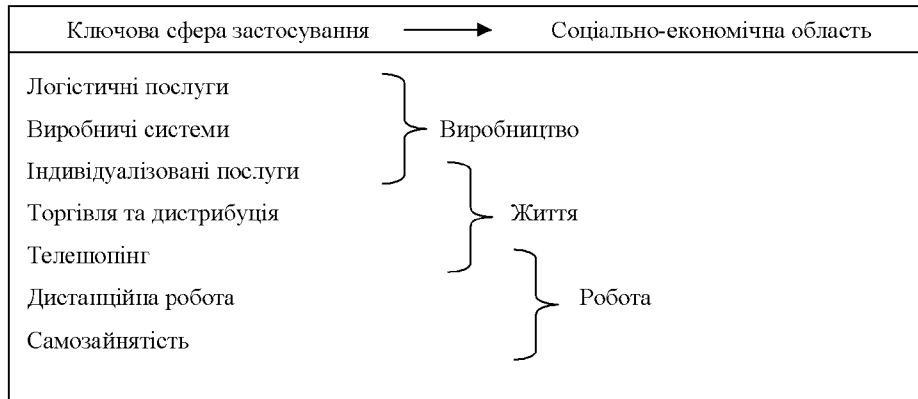 Ключова сфера застосування Соціально-економічна область
Логістичні послуги
Виробничі системи Виробництво
Індивідуалізовані послуги
Торгівля та дистрибуція Життя
Телешопінг
Дистанційна робота Робота
Самозайнятість